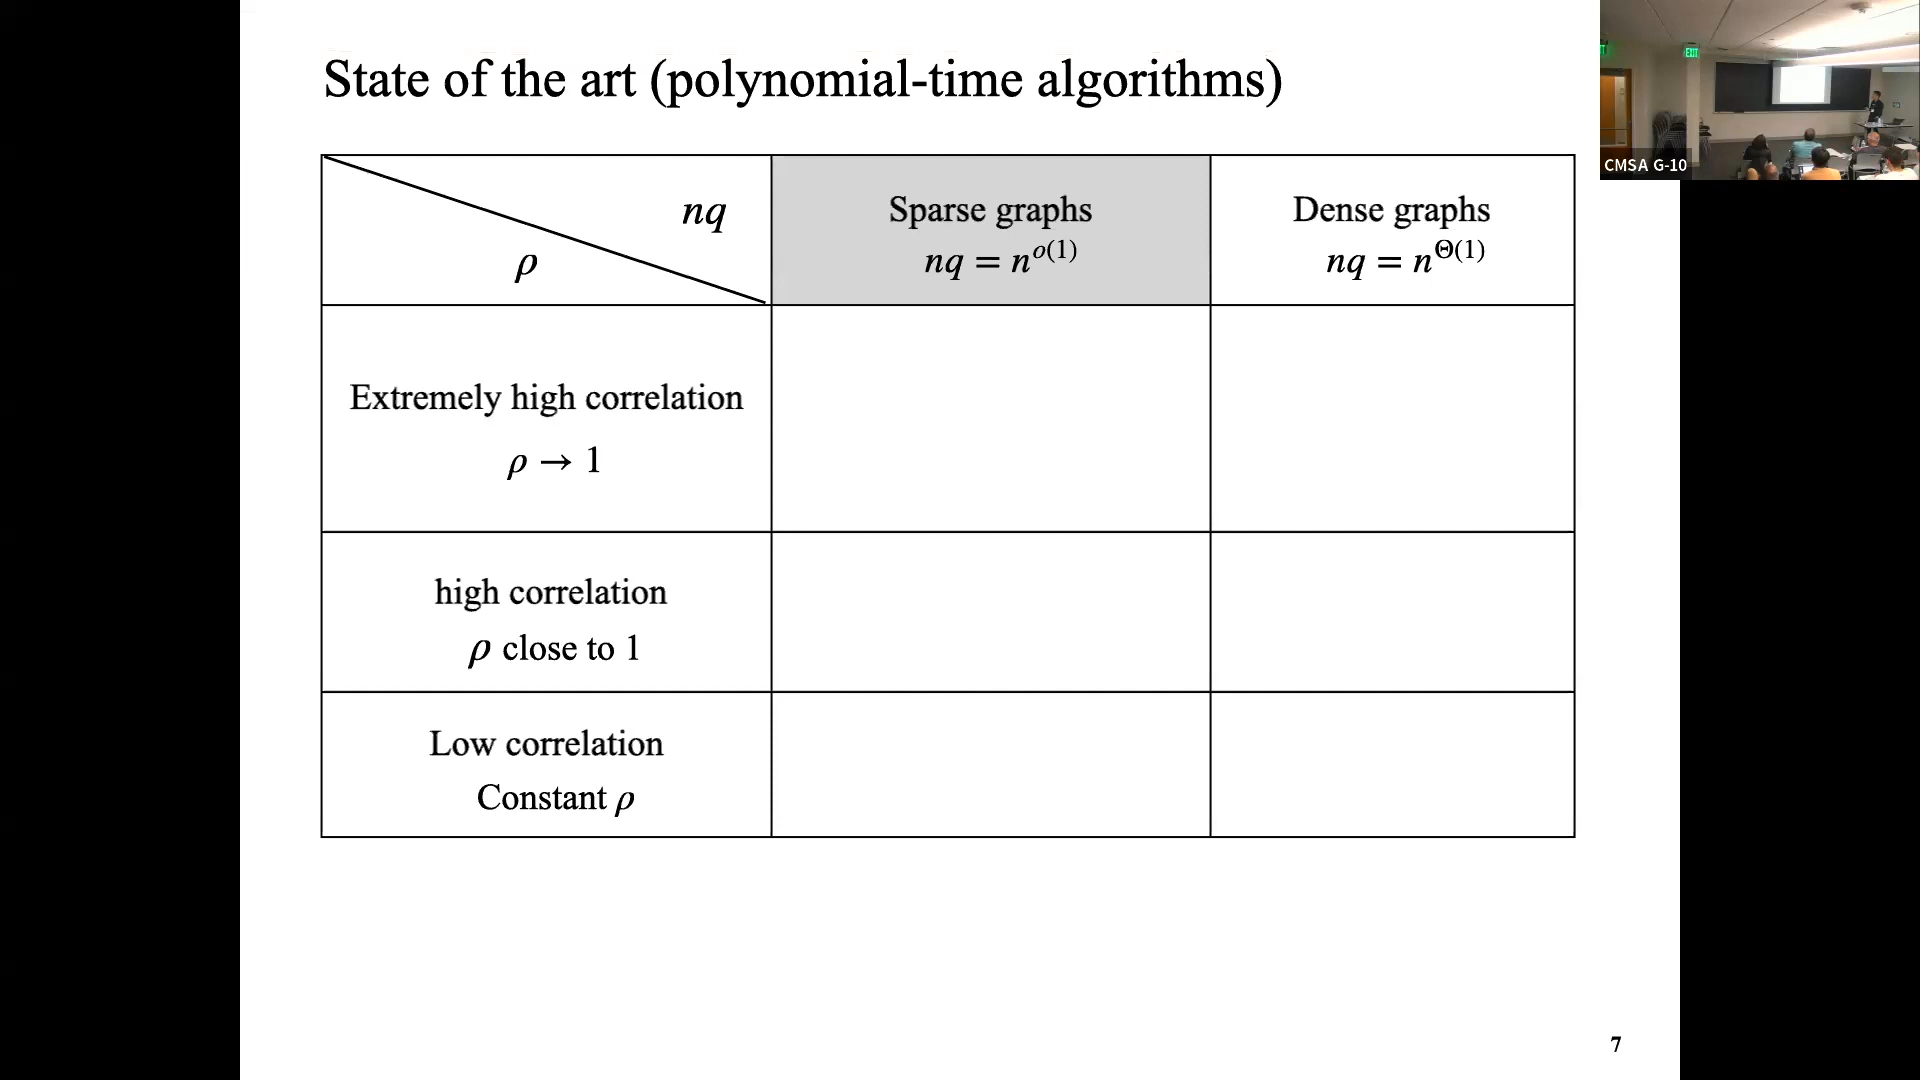 State of the art (polynomial-time algorithms)
nq
ρ
Sparse graphs
nq = n^{o(1)}
Dense graphs
nq = n^{Θ(1)}
Extremely high correlation
ρ → 1
high correlation
ρ close to 1
Low correlation
Constant ρ
7
EXIT
CMSA G-10